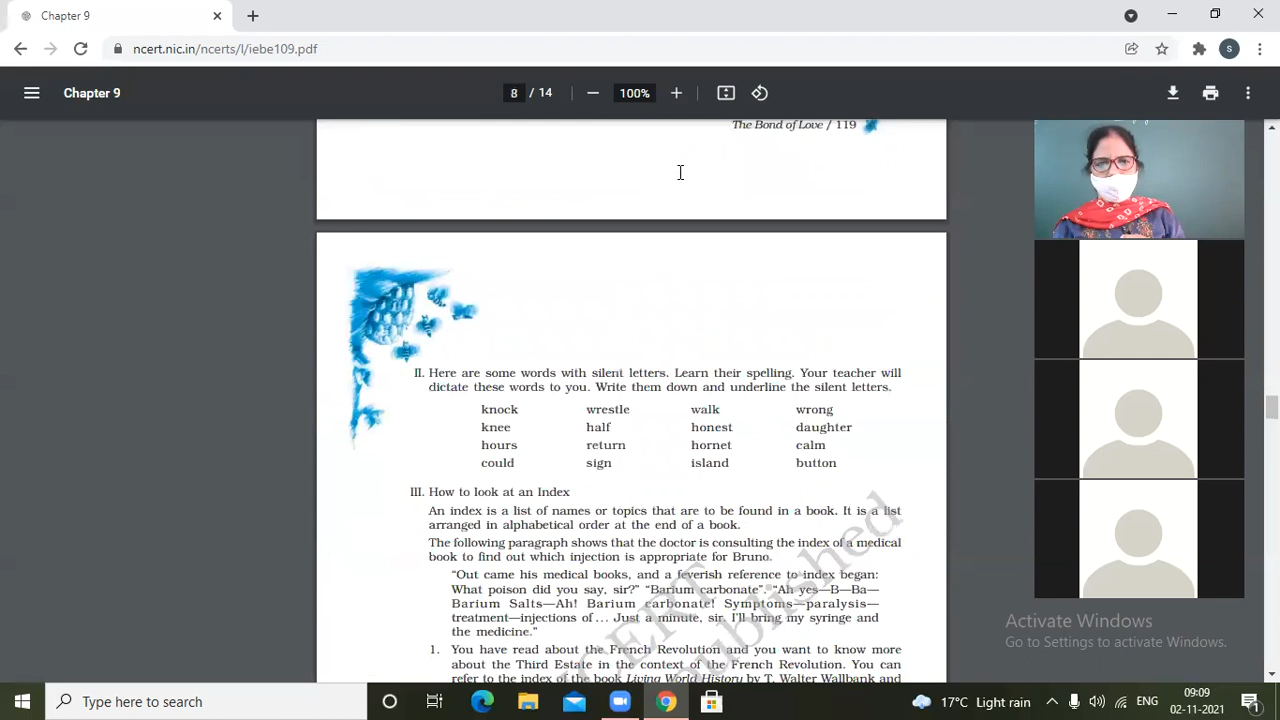 Chapter 9
ncert.nic.in/ncerts/l/iebe109.pdf
S
Chapter 9
8 / 14
100%
The Bond of Love / 119
II. Here are some words with silent letters. Learn their spelling. Your teacher will
dictate these words to you. Write them down and underline the silent letters.
knock wrestle walk wrong
knee half honest daughter
hours return hornet calm
could sign island button
III. How to look at an Index
An index is a list of names or topics that are to be found in a book. It is a list
arranged in alphabetical order at the end of a book.
The following paragraph shows that the doctor is consulting the index of a medical
book to find out which injection is appropriate for Bruno.
“Out came his medical books, and a feverish reference to index began:
What poison did you say, sir?” “Barium carbonate”. “Ah yes—B—Ba—
Barium Salts—Ah! Barium carbonate! Symptoms—paralysis—
treatment—injections of... Just a minute, sir. I'll bring my syringe and
the medicine.”
1. You have read about the French Revolution and you want to know more
about the Third Estate in the context of the French Revolution. You can
refer to the index of the book Living World History by T. Walter Wallbank and
NCERT
published
Activate Windows
Go to Settings to activate Windows.
Type here to search
17°C Light rain
ENG
09:09
02-11-2021
1